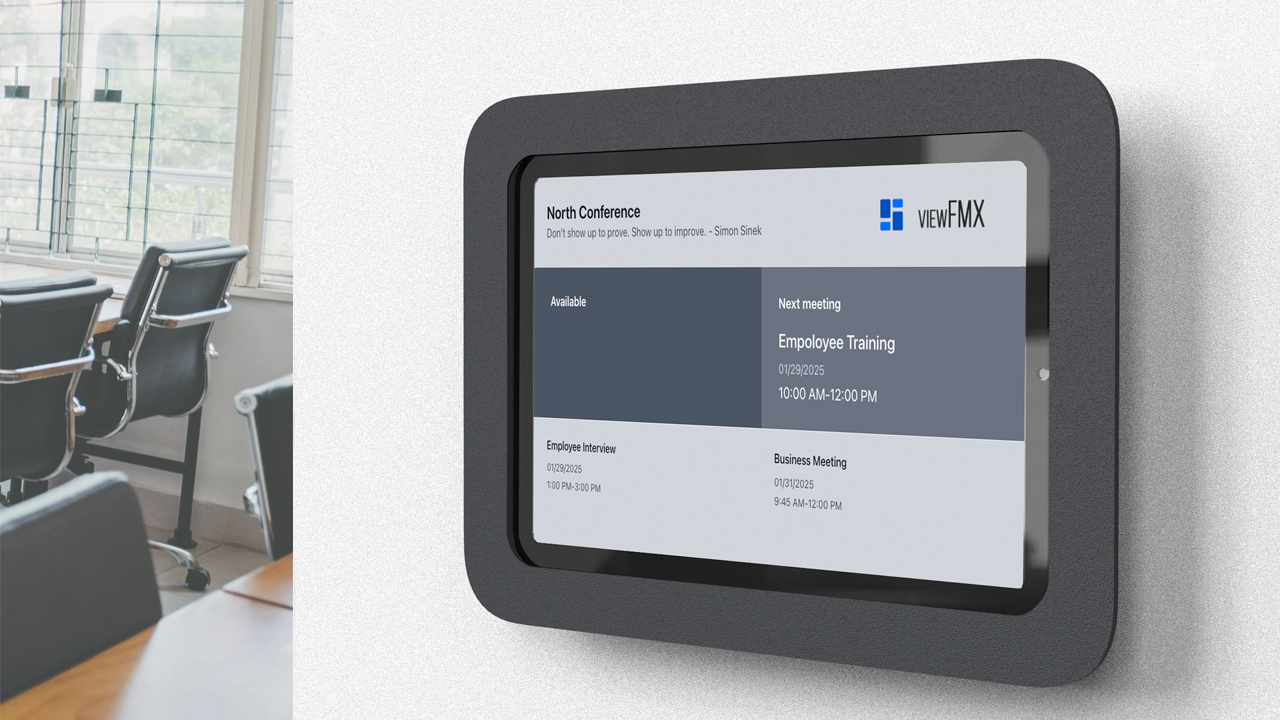 North Conference
Don't show up to prove. Show up to improve. - Simon Sinek
VIEWFMX
Available
Next meeting
Empoloyee Training
01/29/2025
10:00 AM-12:00 PM
Employee Interview
01/29/2025
1:00 PM-3:00 PM
Business Meeting
01/31/2025
9:45 AM-12:00 PM